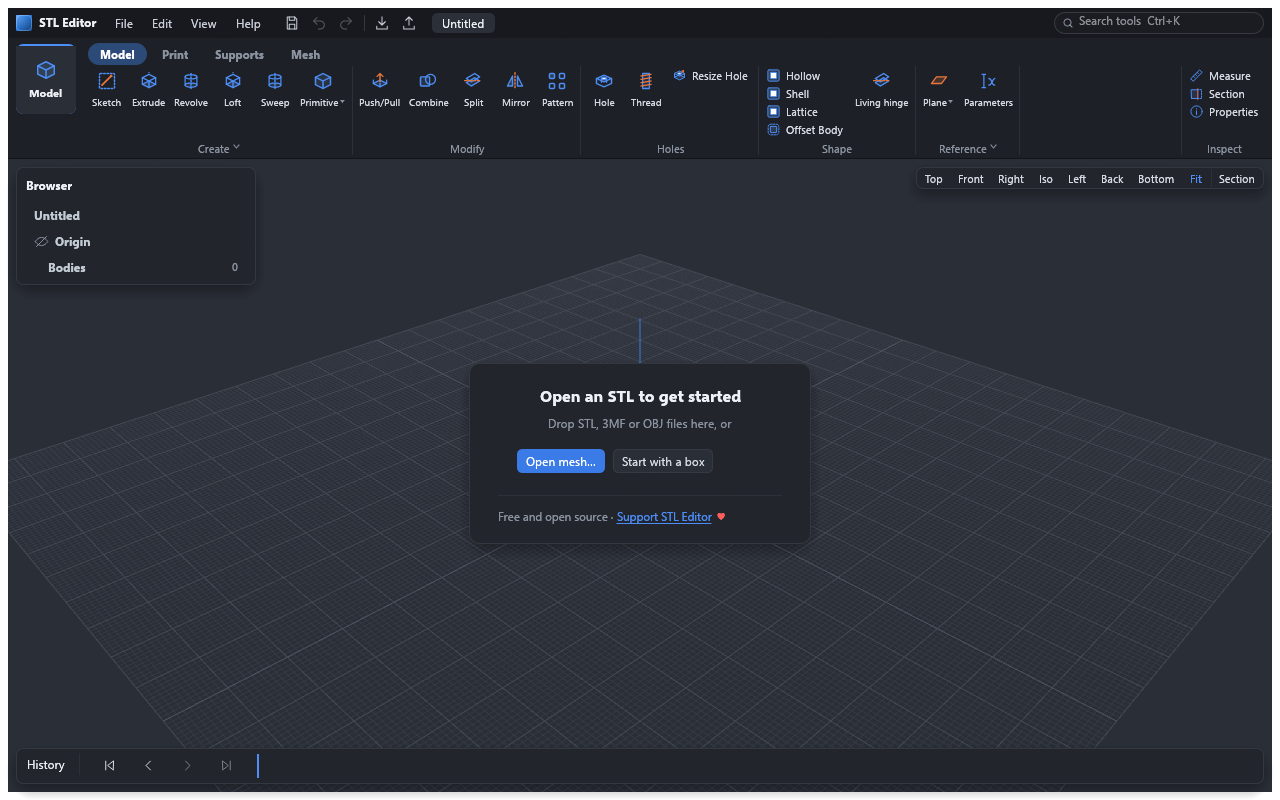 STL Editor File Edit View Help Untitled Search tools Ctrl+K
Model
Model Print Supports Mesh
Sketch Extrude Revolve Loft Sweep Primitive
Create
Push/Pull Combine Split Mirror Pattern
Modify
Hole Thread Resize Hole
Holes
Hollow
Shell
Lattice
Offset Body
Living hinge
Shape
Plane Parameters
Reference
Measure
Section
Properties
Inspect
Browser
Untitled
Origin
Bodies 0
Top Front Right Iso Left Back Bottom Fit Section
Open an STL to get started
Drop STL, 3MF or OBJ files here, or
Open mesh... Start with a box
Free and open source · Support STL Editor
History